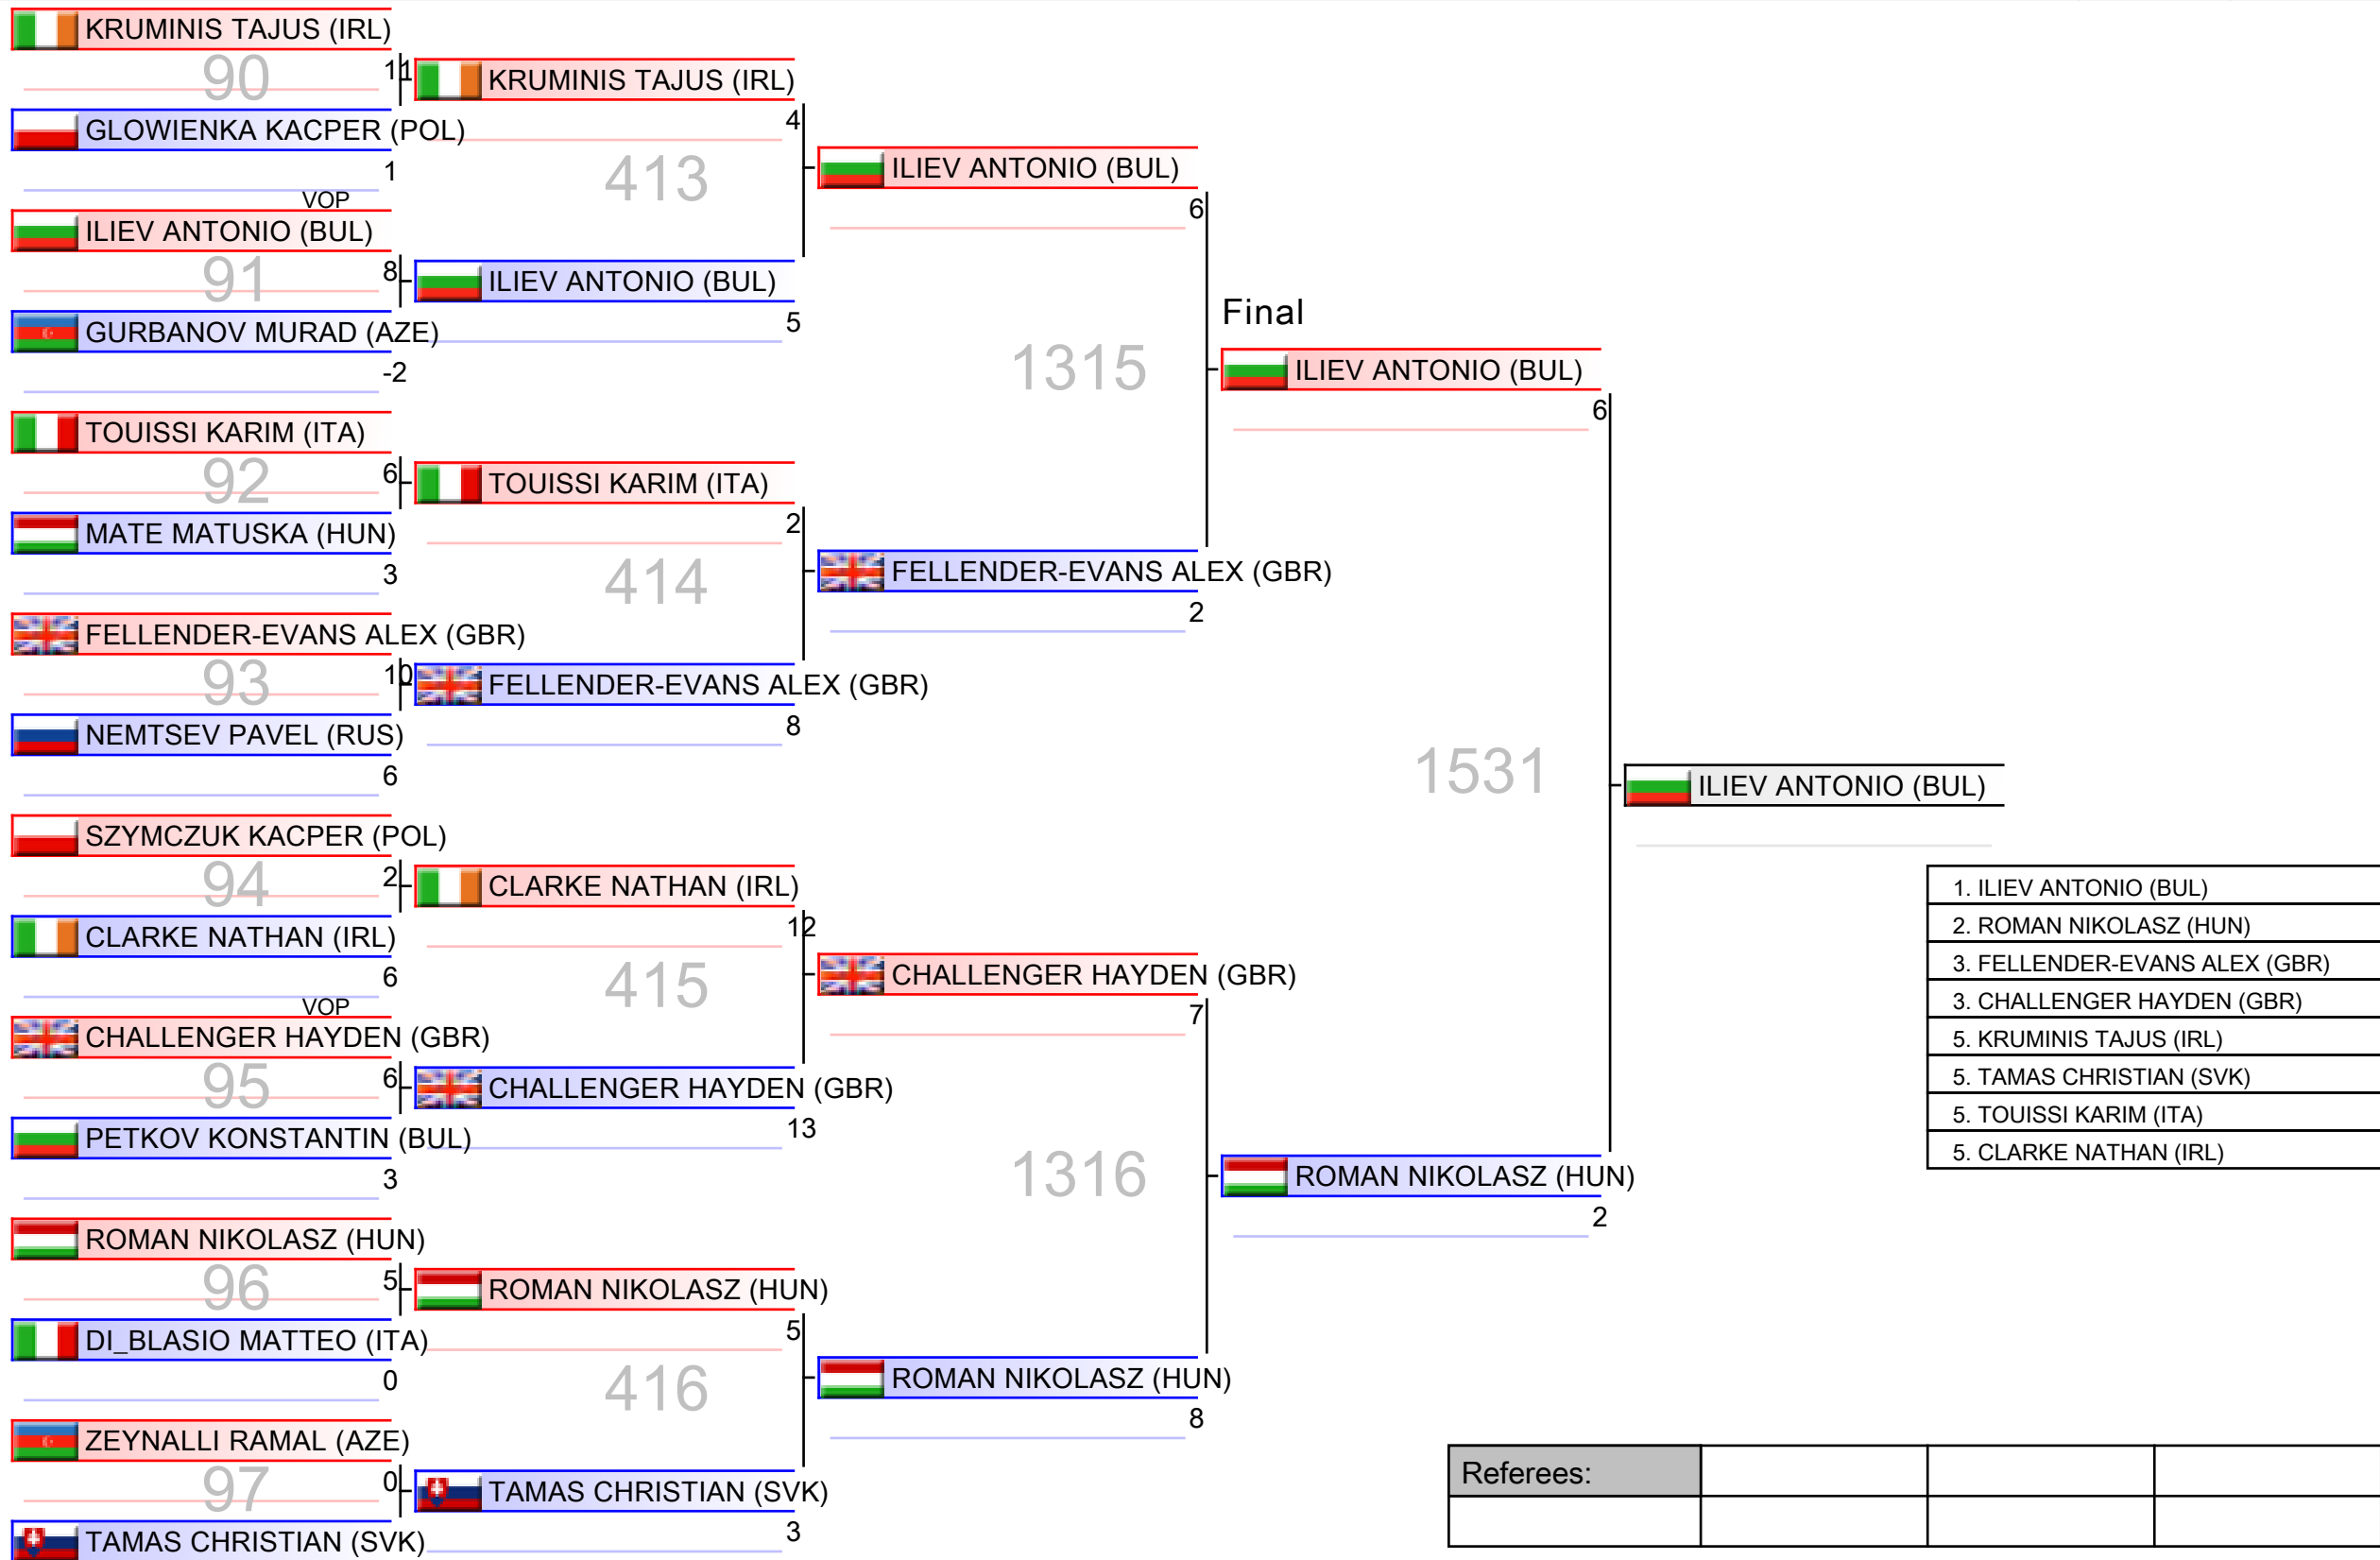 KRUMINIS TAJUS (IRL)
90
11
KRUMINIS TAJUS (IRL)
4
GLOWIENKA KACPER (POL)
1
413
ILIEV ANTONIO (BUL)
6
VOP
ILIEV ANTONIO (BUL)
91
8
ILIEV ANTONIO (BUL)
5
GURBANOV MURAD (AZE)
-2
Final
1315
ILIEV ANTONIO (BUL)
6
TOUISSI KARIM (ITA)
92
6
TOUISSI KARIM (ITA)
2
MATE MATUSKA (HUN)
3
414
FELLENDER-EVANS ALEX (GBR)
2
FELLENDER-EVANS ALEX (GBR)
93
10
FELLENDER-EVANS ALEX (GBR)
8
NEMTSEV PAVEL (RUS)
6
1531
ILIEV ANTONIO (BUL)
SZYMCZUK KACPER (POL)
94
2
CLARKE NATHAN (IRL)
12
CLARKE NATHAN (IRL)
6
415
CHALLENGER HAYDEN (GBR)
7
VOP
CHALLENGER HAYDEN (GBR)
95
6
CHALLENGER HAYDEN (GBR)
13
PETKOV KONSTANTIN (BUL)
3
1316
ROMAN NIKOLASZ (HUN)
2
ROMAN NIKOLASZ (HUN)
96
5
ROMAN NIKOLASZ (HUN)
5
DI_BLASIO MATTEO (ITA)
0
416
ROMAN NIKOLASZ (HUN)
8
ZEYNALLI RAMAL (AZE)
97
0
TAMAS CHRISTIAN (SVK)
3
TAMAS CHRISTIAN (SVK)
1. ILIEV ANTONIO (BUL)
2. ROMAN NIKOLASZ (HUN)
3. FELLENDER-EVANS ALEX (GBR)
3. CHALLENGER HAYDEN (GBR)
5. KRUMINIS TAJUS (IRL)
5. TAMAS CHRISTIAN (SVK)
5. TOUISSI KARIM (ITA)
5. CLARKE NATHAN (IRL)
Referees: